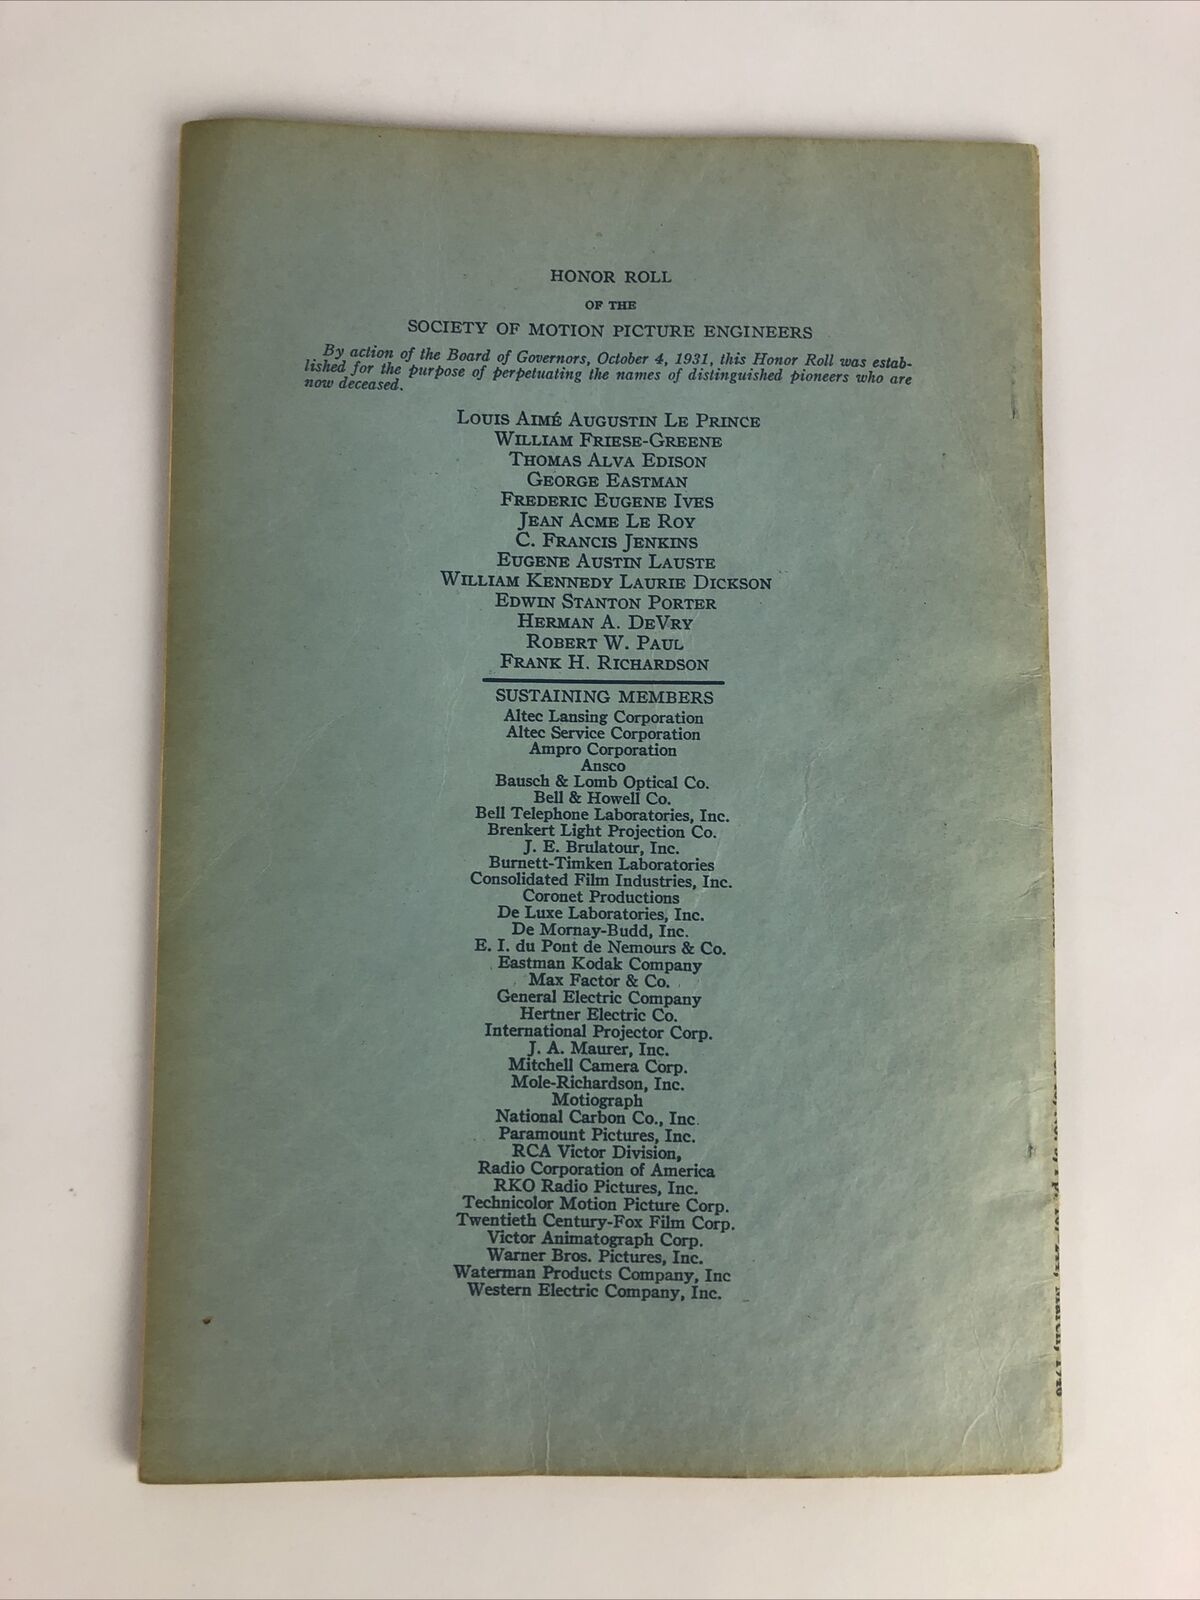 HONOR ROLL
OF THE
SOCIETY OF MOTION PICTURE ENGINEERS
By action of the Board of Governors, October 4, 1931, this Honor Roll was estab-
lished for the purpose of perpetuating the names of distinguished pioneers who are
now deceased.
LOUIS AIMÉ AUGUSTIN LE PRINCE
WILLIAM FRIESE-GREENE
THOMAS ALVA EDISON
GEORGE EASTMAN
FREDERIC EUGENE IVES
JEAN ACME LE ROY
C. FRANCIS JENKINS
EUGENE AUSTIN LAUSTE
WILLIAM KENNEDY LAURIE DICKSON
EDWIN STANTON PORTER
HERMAN A. DEVRY
ROBERT W. PAUL
FRANK H. RICHARDSON
SUSTAINING MEMBERS
Altec Lansing Corporation
Altec Service Corporation
Ampro Corporation
Ansco
Bausch & Lomb Optical Co.
Bell & Howell Co.
Bell Telephone Laboratories, Inc.
Brenkert Light Projection Co.
J. E. Brulatour, Inc.
Burnett-Timken Laboratories
Consolidated Film Industries, Inc.
Coronet Productions
De Luxe Laboratories, Inc.
De Mornay-Budd, Inc.
E. I. du Pont de Nemours & Co.
Eastman Kodak Company
Max Factor & Co.
General Electric Company
Hertner Electric Co.
International Projector Corp.
J. A. Maurer, Inc.
Mitchell Camera Corp.
Mole-Richardson, Inc.
Motiograph
National Carbon Co., Inc.
Paramount Pictures, Inc.
RCA Victor Division,
Radio Corporation of America
RKO Radio Pictures, Inc.
Technicolor Motion Picture Corp.
Twentieth Century-Fox Film Corp.
Victor Animatograph Corp.
Warner Bros. Pictures, Inc.
Waterman Products Company, Inc
Western Electric Company, Inc.